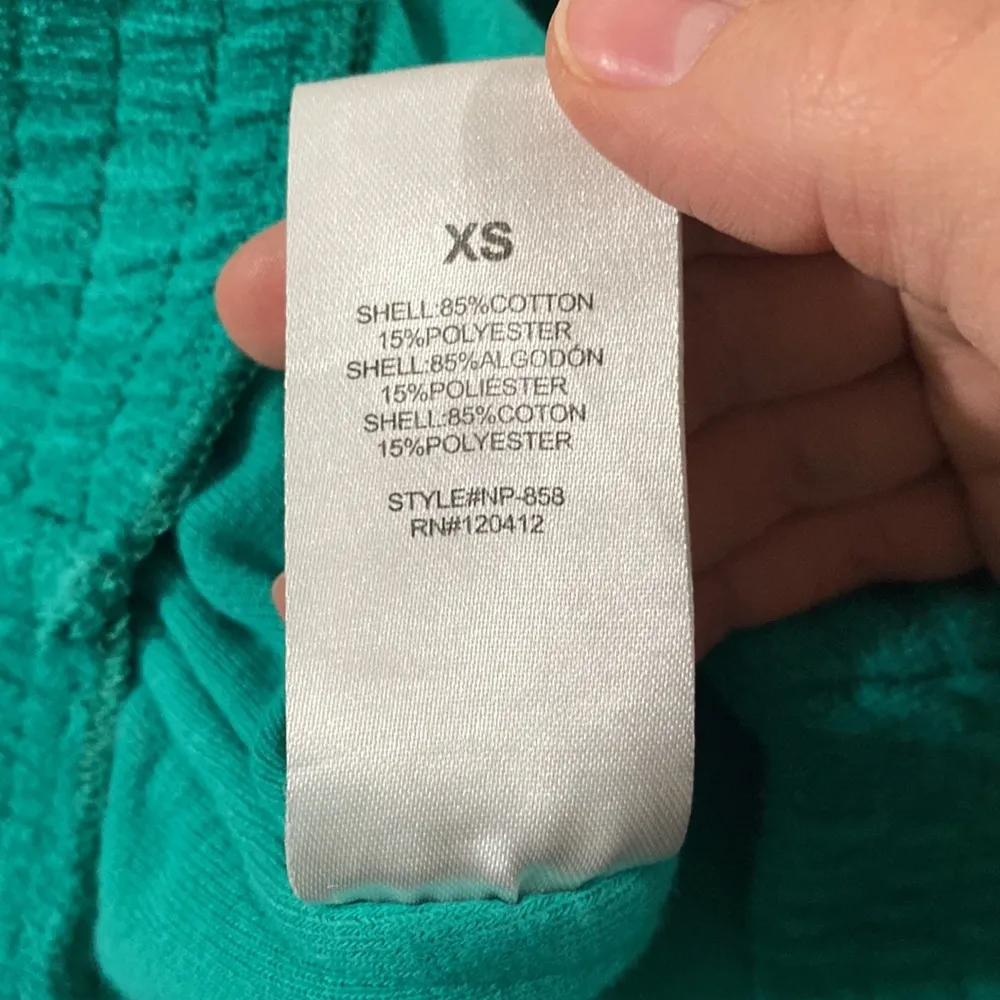 XS
SHELL:85%COTTON
15%POLYESTER
SHELL:85%ALGODÓN
15%POLIESTER
SHELL:85%COTON
15%POLYESTER
STYLE#NP-858
RN#120412